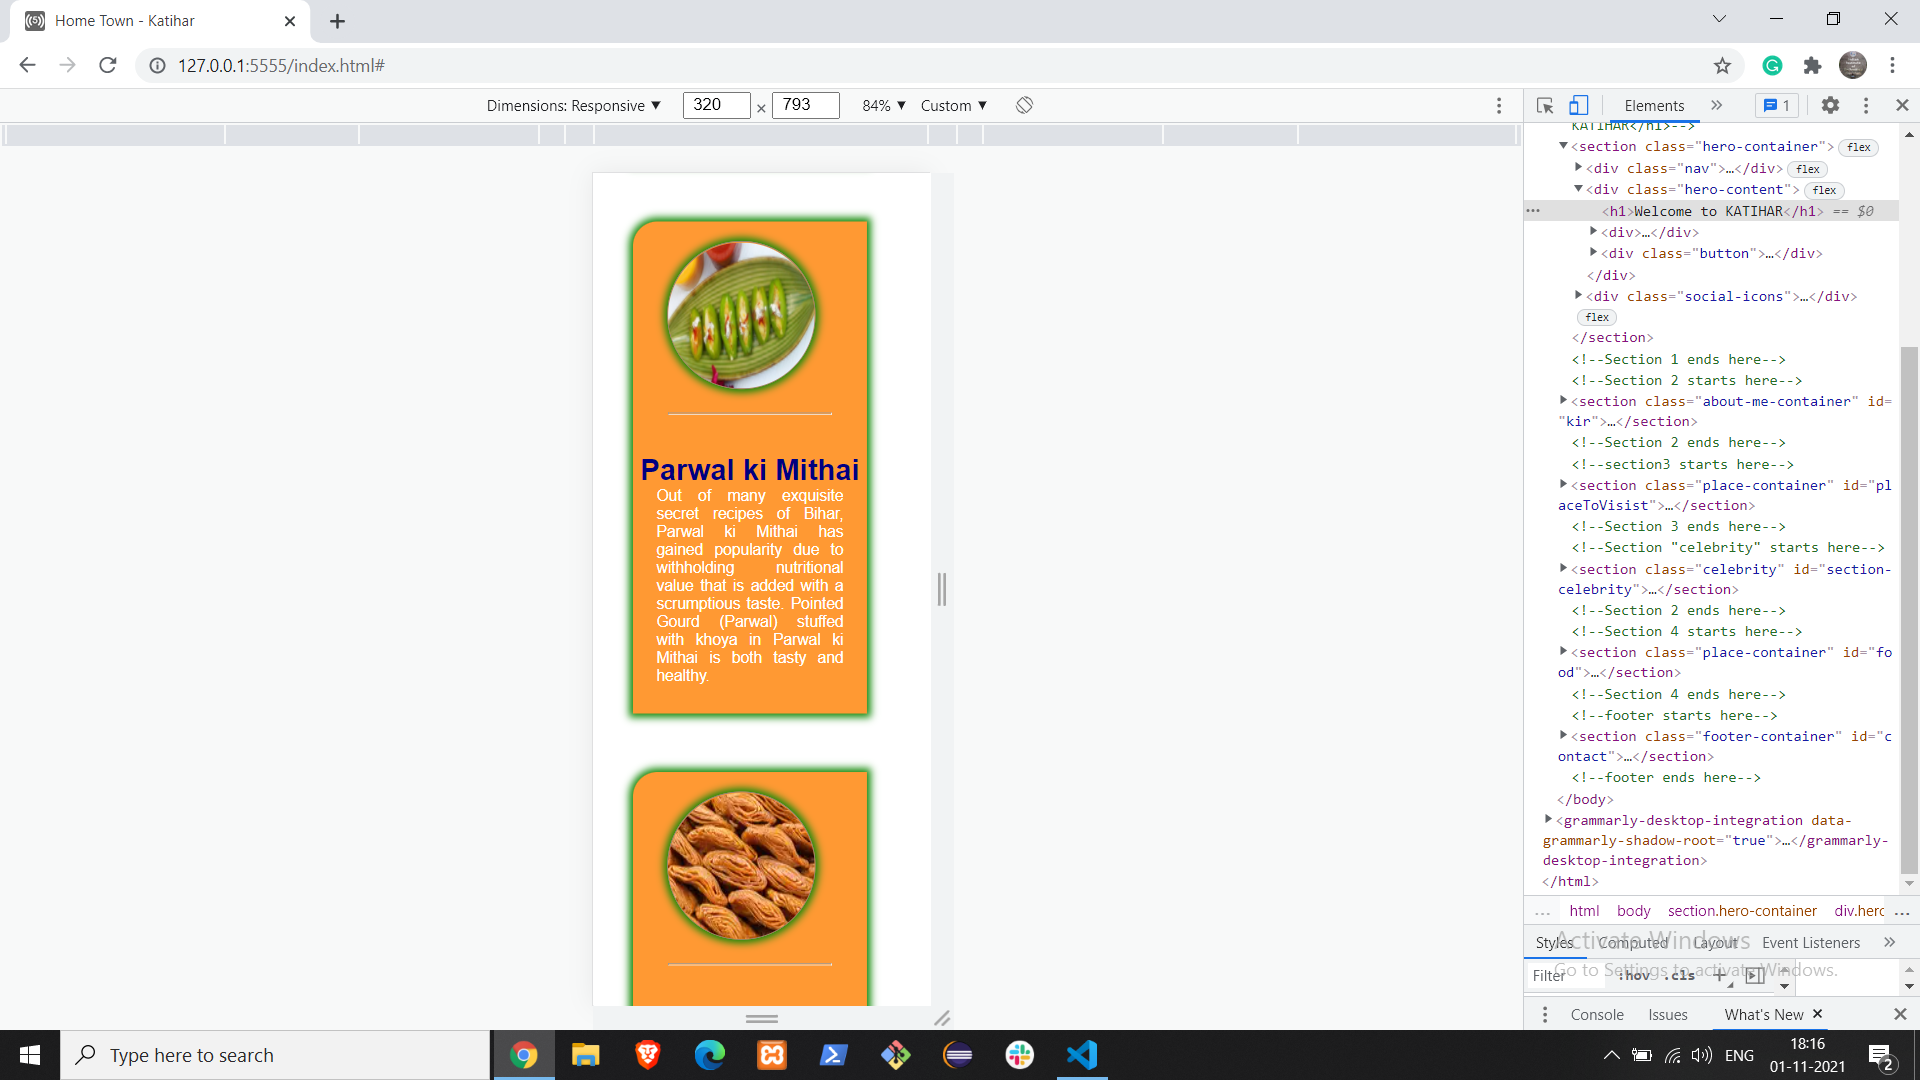 Home Town - Katihar
127.0.0.1:5555/index.html#
Dimensions: Responsive ▼ 320 × 793 84% ▼ Custom ▼
Elements 1
Parwal ki Mithai
Out of many exquisite
secret recipes of Bihar,
Parwal ki Mithai has
gained popularity due to
withholding nutritional
value that is added with a
scrumptious taste. Pointed
Gourd (Parwal) stuffed
with khoya in Parwal ki
Mithai is both tasty and
healthy.
KATIHAR</h1>-->
<section class="hero-container"> flex
<div class="nav">…</div> flex
<div class="hero-content"> flex
<h1>Welcome to KATIHAR</h1> == $0
<div>…</div>
<div class="button">…</div>
</div>
<div class="social-icons">…</div>
flex
</section>
<!--Section 1 ends here-->
<!--Section 2 starts here-->
<section class="about-me-container" id=
"kir">…</section>
<!--Section 2 ends here-->
<!--section3 starts here-->
<section class="place-container" id="pl
aceToVisist">…</section>
<!--Section 3 ends here-->
<!--Section "celebrity" starts here-->
<section class="celebrity" id="section-
celebrity">…</section>
<!--Section 2 ends here-->
<!--Section 4 starts here-->
<section class="place-container" id="fo
od">…</section>
<!--Section 4 ends here-->
<!--footer starts here-->
<section class="footer-container" id="c
ontact">…</section>
<!--footer ends here-->
</body>
<grammarly-desktop-integration data-
grammarly-shadow-root="true">…</grammarly-
desktop-integration>
</html>
... html body section.hero-container div.herc ...
Styles Computed Layout Event Listeners
Activate Windows
Go to Settings to activate Windows.
Filter :hov .cls
Console Issues What's New
Type here to search
ENG
18:16
01-11-2021
2